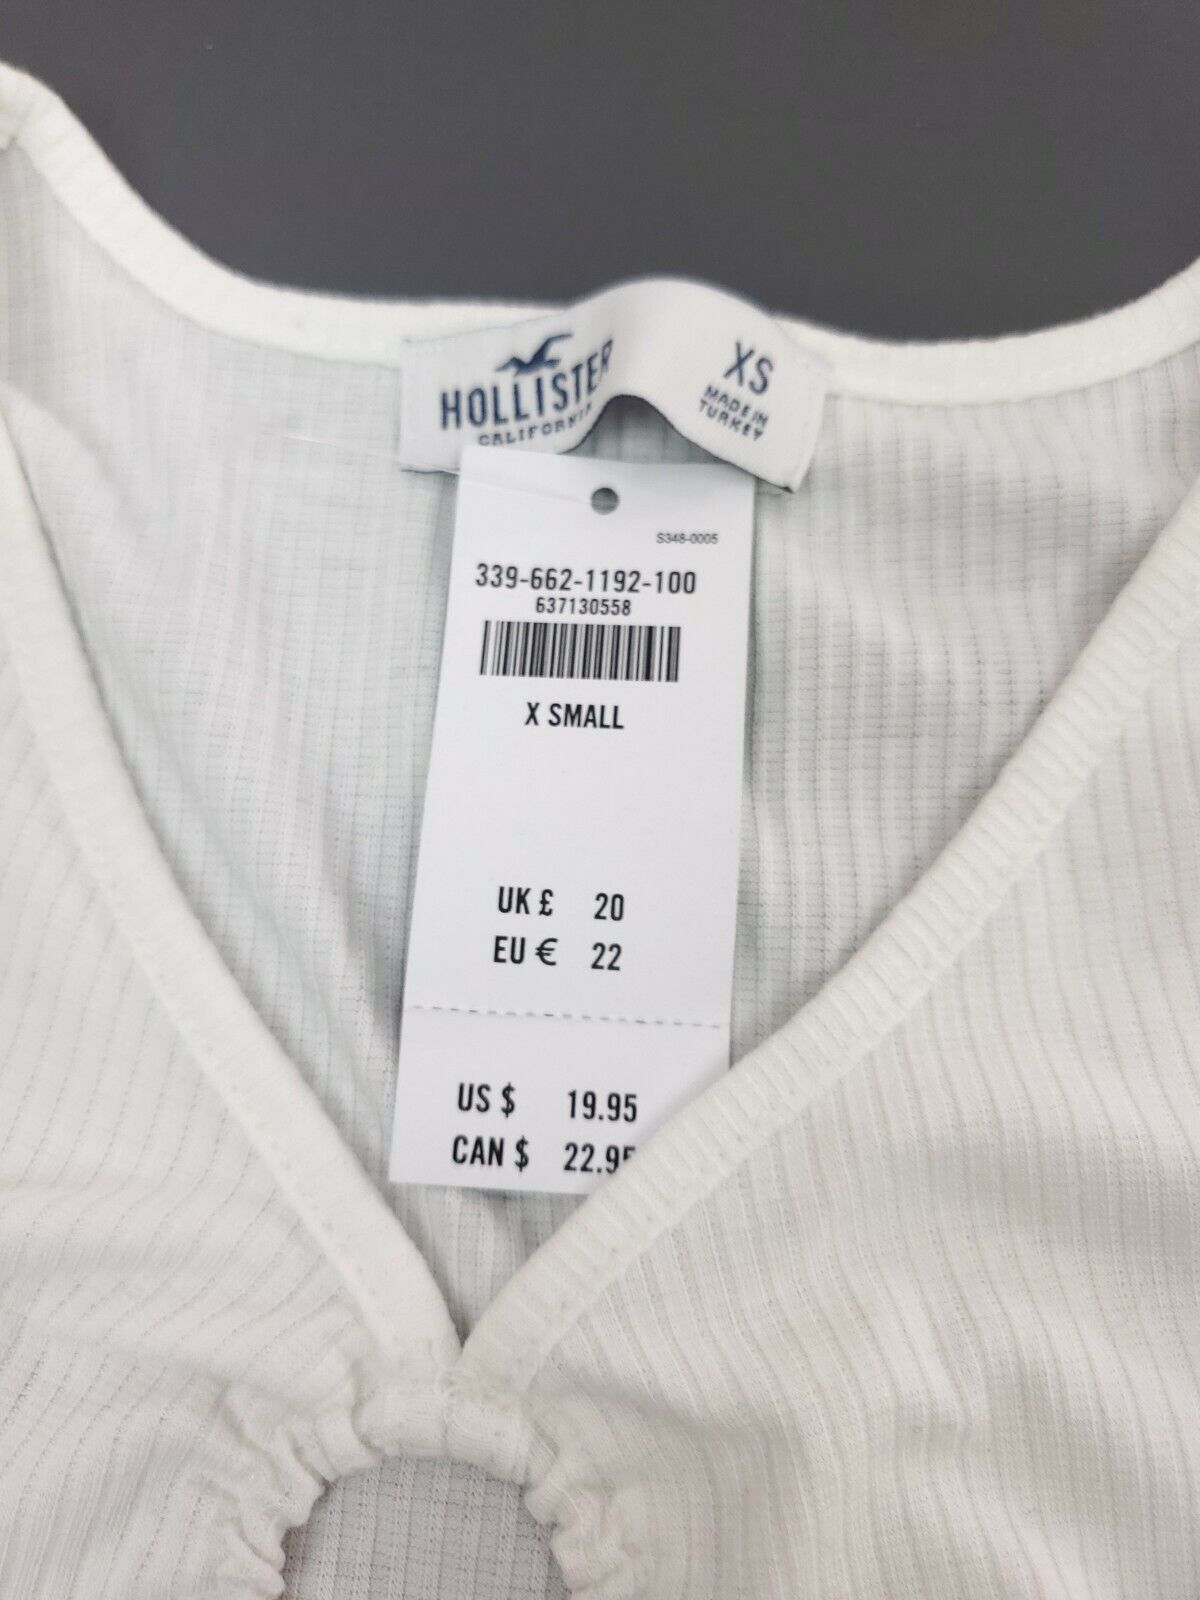 HOLLISTER
CALIFORNIA
XS
MADE IN
TURKEY
S348-0005
339-662-1192-100
637130558
X SMALL
UK £ 20
EU € 22
US $ 19.95
CAN $ 22.95